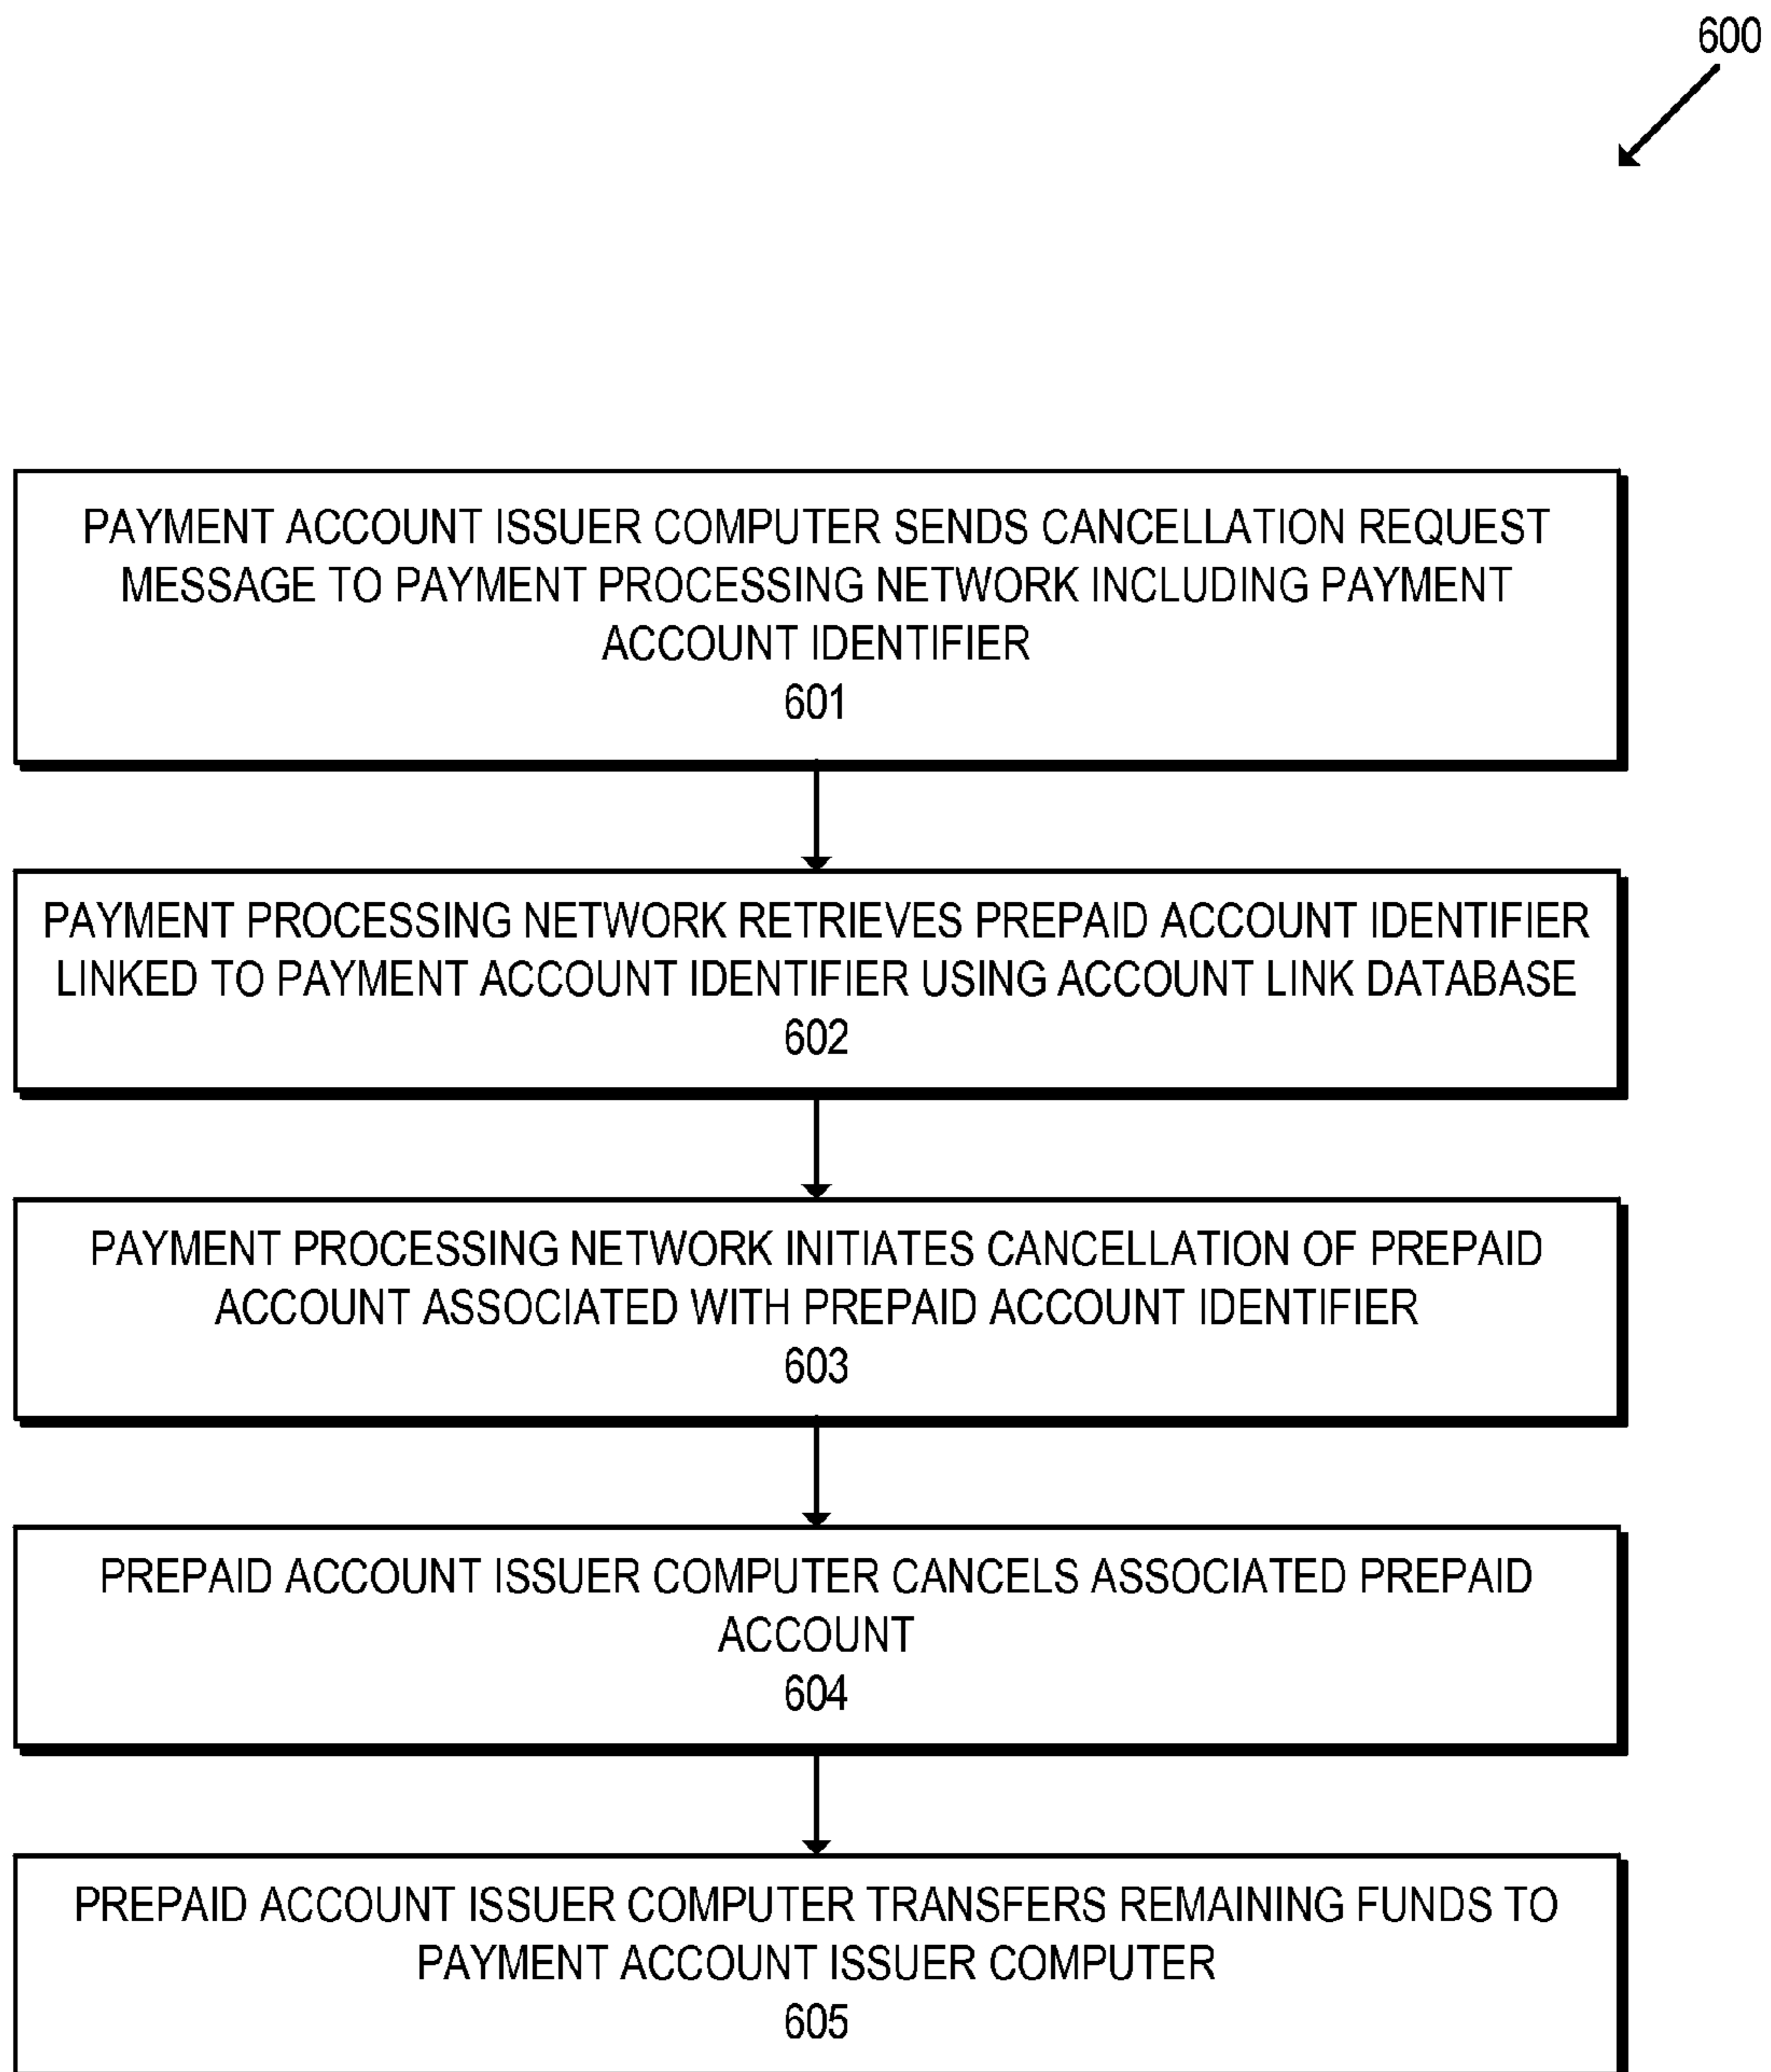 600
PAYMENT ACCOUNT ISSUER COMPUTER SENDS CANCELLATION REQUEST
MESSAGE TO PAYMENT PROCESSING NETWORK INCLUDING PAYMENT
ACCOUNT IDENTIFIER
601
PAYMENT PROCESSING NETWORK RETRIEVES PREPAID ACCOUNT IDENTIFIER
LINKED TO PAYMENT ACCOUNT IDENTIFIER USING ACCOUNT LINK DATABASE
602
PAYMENT PROCESSING NETWORK INITIATES CANCELLATION OF PREPAID
ACCOUNT ASSOCIATED WITH PREPAID ACCOUNT IDENTIFIER
603
PREPAID ACCOUNT ISSUER COMPUTER CANCELS ASSOCIATED PREPAID
ACCOUNT
604
PREPAID ACCOUNT ISSUER COMPUTER TRANSFERS REMAINING FUNDS TO
PAYMENT ACCOUNT ISSUER COMPUTER
605